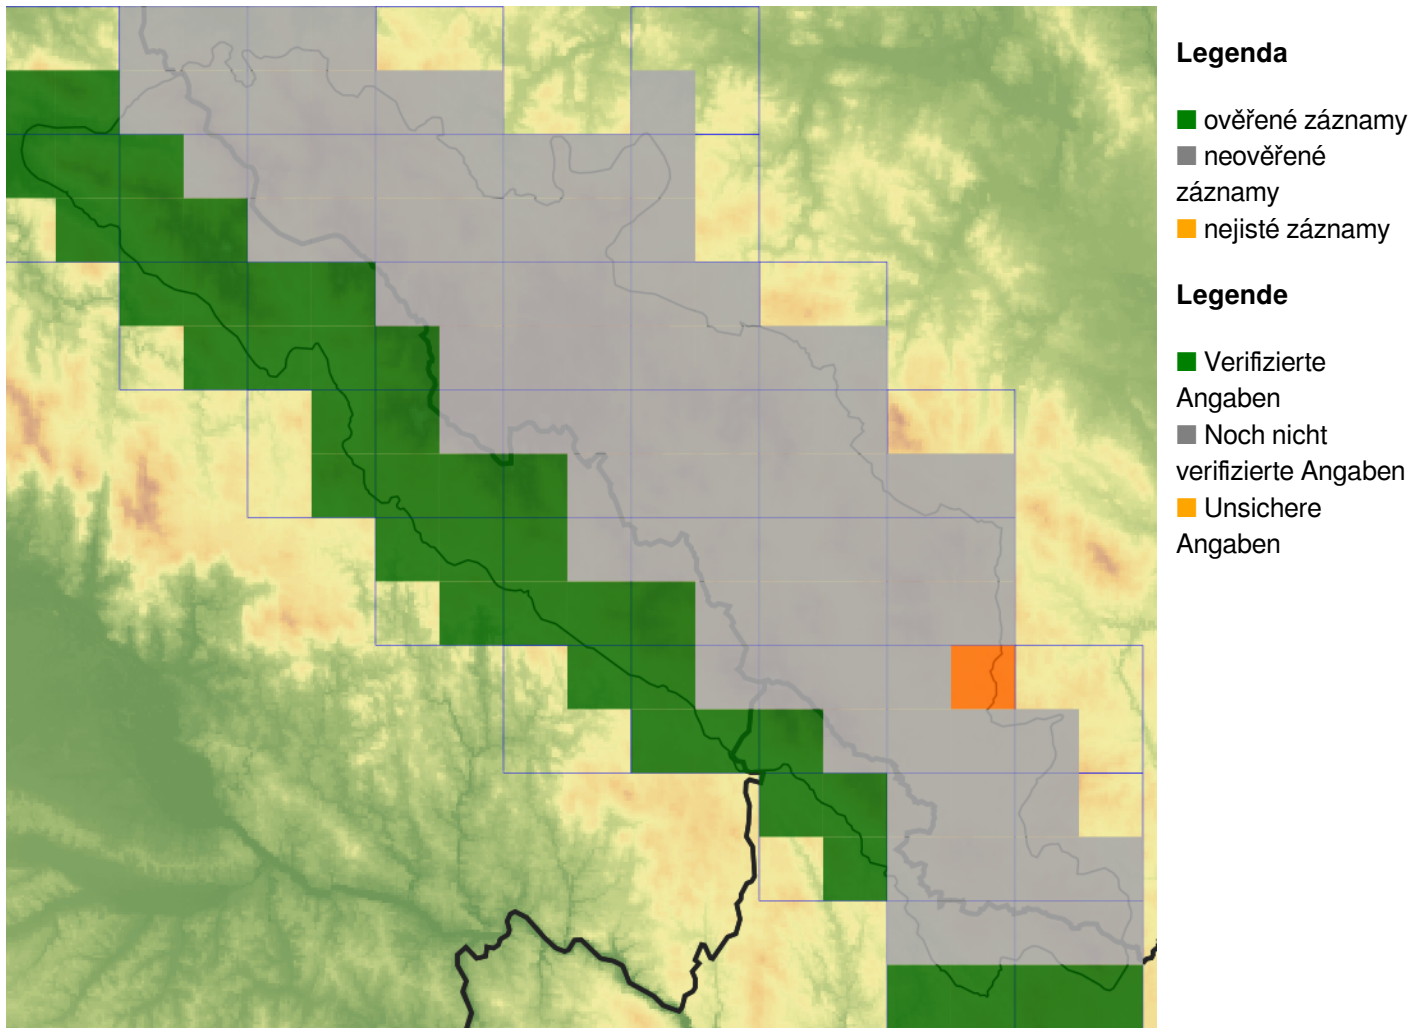 Legenda
ověřené záznamy
neověřené
záznamy
nejisté záznamy
Legende
Verifizierte
Angaben
Noch nicht
verifizierte Angaben
Unsichere
Angaben